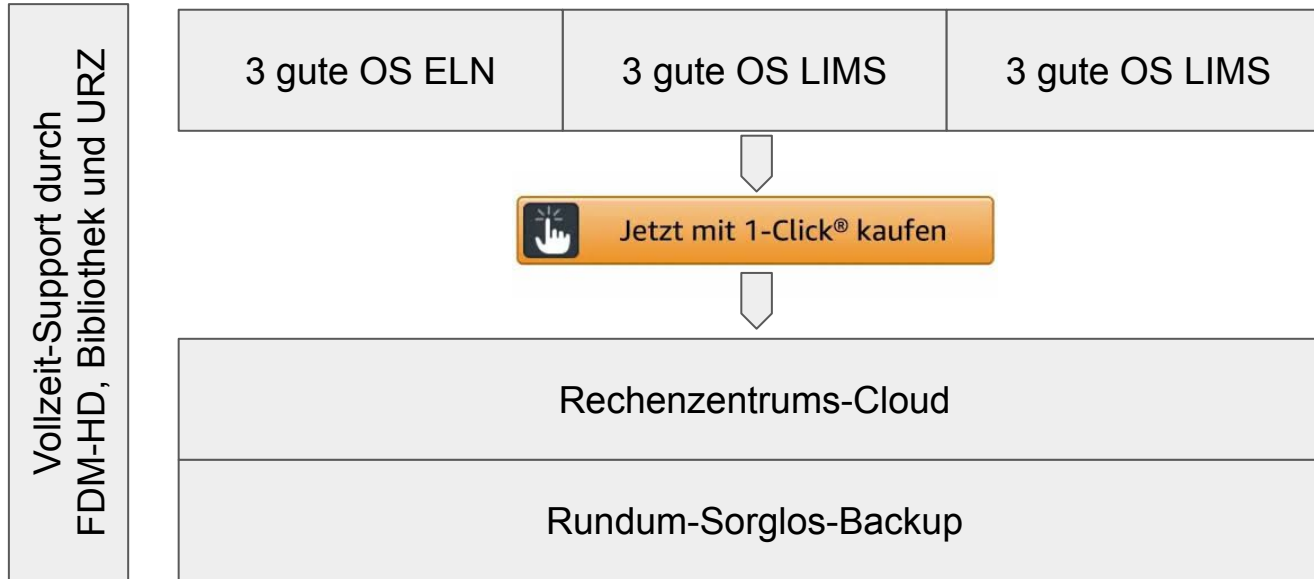 Vollzeit-Support durch
FDM-HD, Bibliothek und URZ
3 gute OS ELN
3 gute OS LIMS
3 gute OS LIMS
Jetzt mit 1-Click® kaufen
Rechenzentrums-Cloud
Rundum-Sorglos-Backup